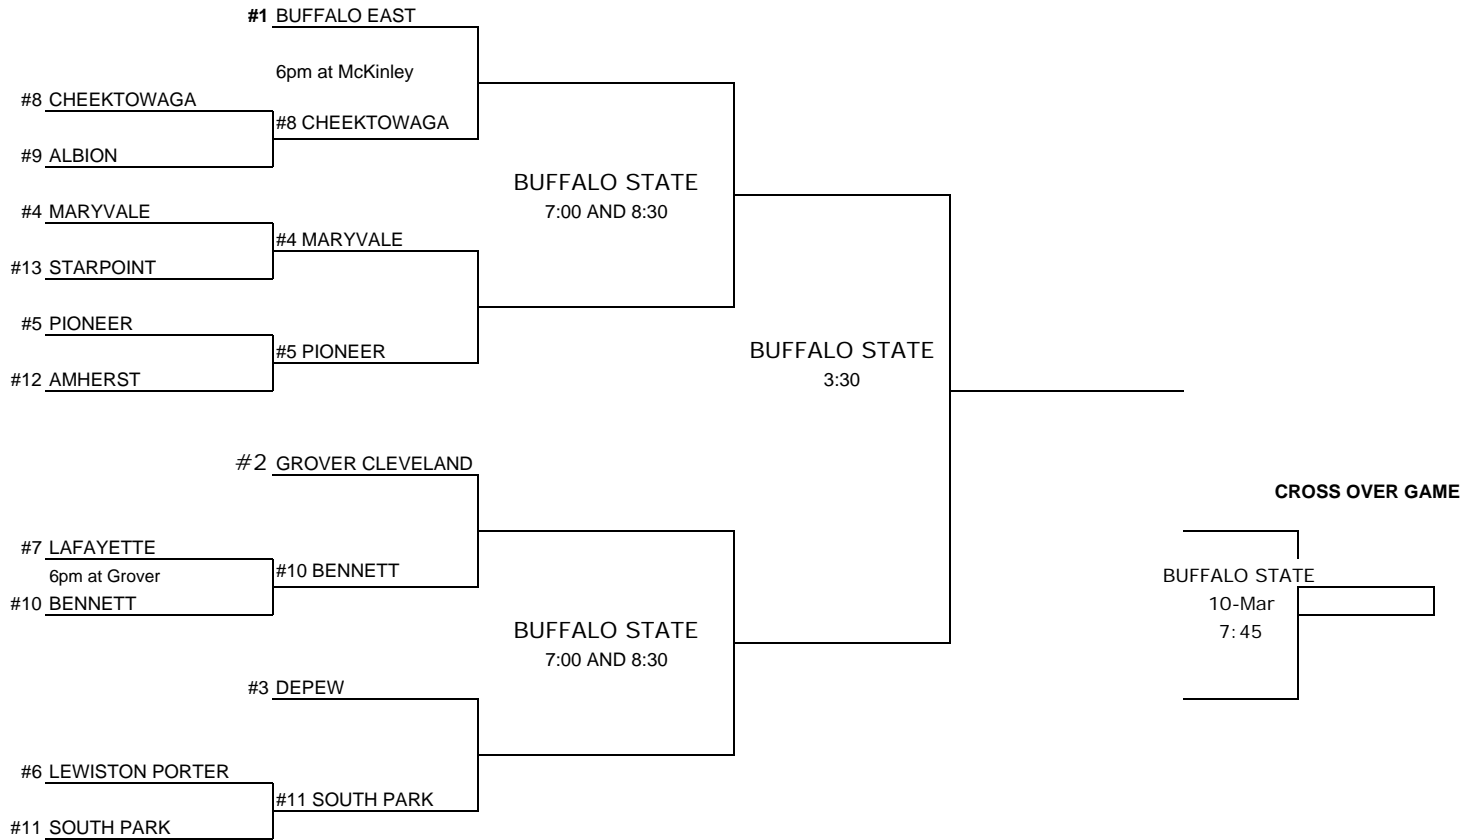 #1 BUFFALO EAST
6pm at McKinley
#8 CHEEKTOWAGA
#8 CHEEKTOWAGA
#9 ALBION
BUFFALO STATE
7:00 AND 8:30
#4 MARYVALE
#4 MARYVALE
#13 STARPOINT
#5 PIONEER
#5 PIONEER
#12 AMHERST
BUFFALO STATE
3:30
#2 GROVER CLEVELAND
CROSS OVER GAME
#7 LAFAYETTE
6pm at Grover
#10 BENNETT
#10 BENNETT
BUFFALO STATE
10-Mar
7:45
BUFFALO STATE
7:00 AND 8:30
#3 DEPEW
#6 LEWISTON PORTER
#11 SOUTH PARK
#11 SOUTH PARK